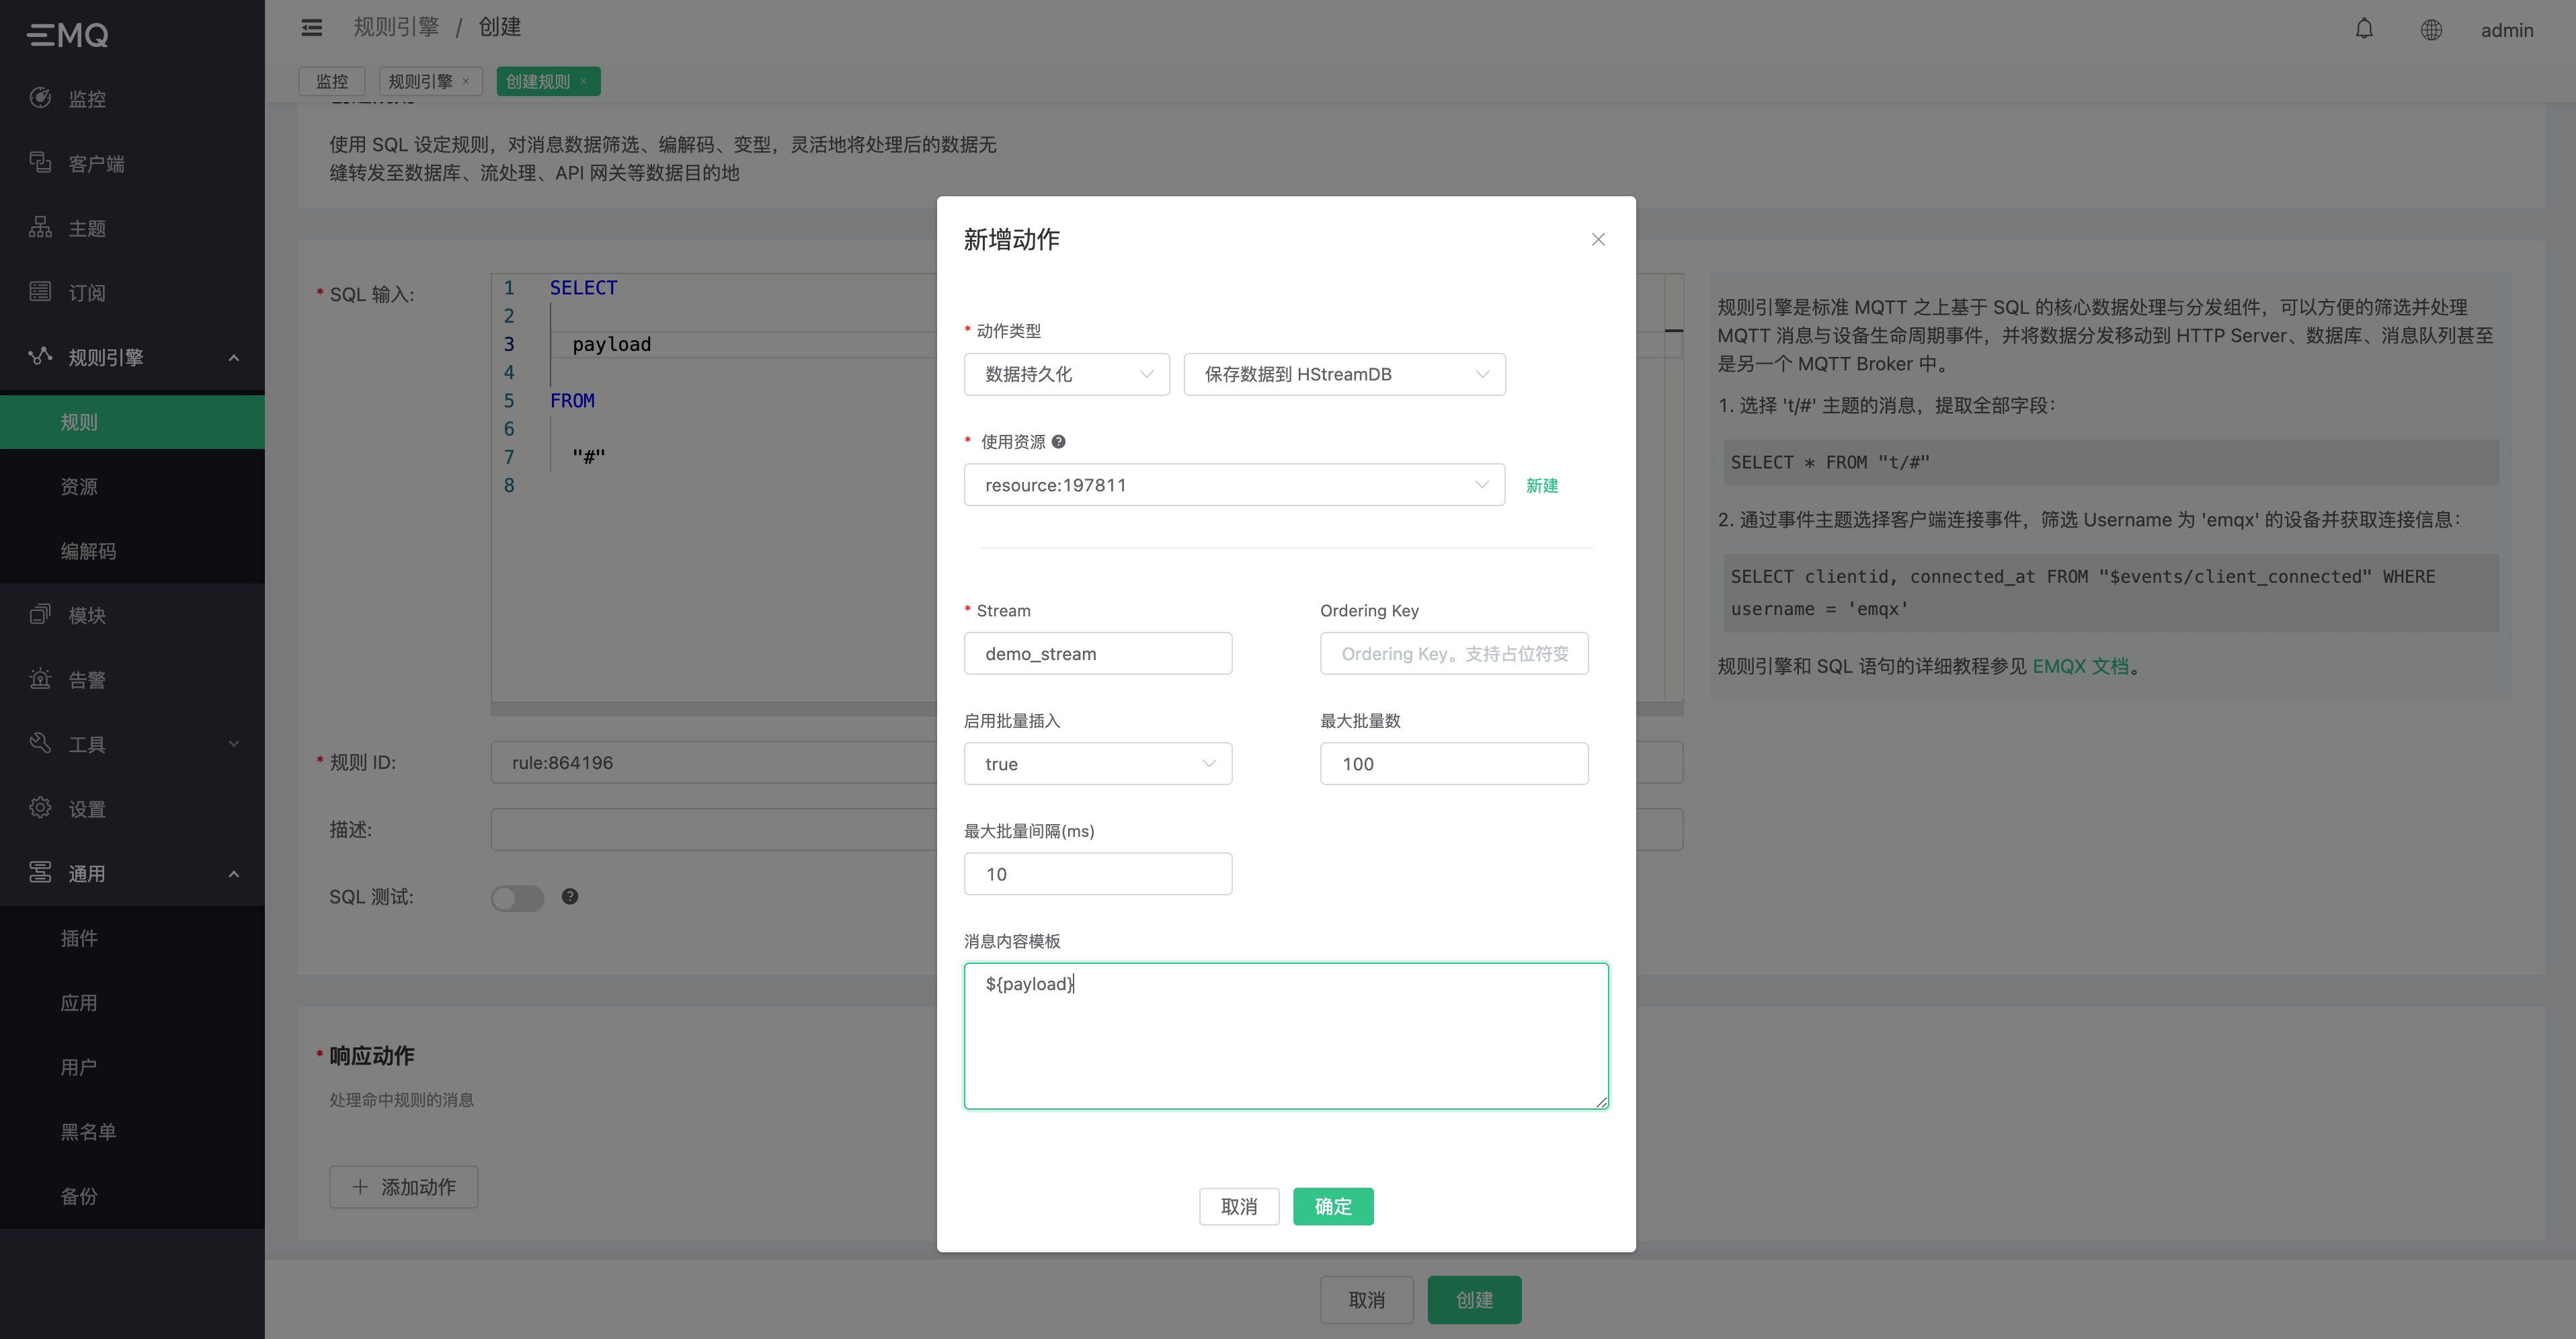 EMQ
监控
客户端
主题
订阅
规则引擎
规则
资源
编解码
模块
告警
工具
设置
通用
插件
应用
用户
黑名单
备份
规则引擎 / 创建
admin
监控 规则引擎 × 创建规则 ×
使用 SQL 设定规则，对消息数据筛选、编解码、变型，灵活地将处理后的数据无
缝转发至数据库、流处理、API 网关等数据目的地
* SQL 输入:
1 SELECT
2
3 payload
4
5 FROM
6
7 "#"
8
* 规则 ID:
rule:864196
描述:
SQL 测试:
* 响应动作
处理命中规则的消息
+ 添加动作
规则引擎是标准 MQTT 之上基于 SQL 的核心数据处理与分发组件，可以方便的筛选并处理
MQTT 消息与设备生命周期事件，并将数据分发移动到 HTTP Server、数据库、消息队列甚至
是另一个 MQTT Broker 中。
1. 选择 't/#' 主题的消息，提取全部字段：
SELECT * FROM "t/#"
2. 通过事件主题选择客户端连接事件，筛选 Username 为 'emqx' 的设备并获取连接信息：
SELECT clientid, connected_at FROM "$events/client_connected" WHERE
username = 'emqx'
规则引擎和 SQL 语句的详细教程参见 EMQX 文档。
新增动作
* 动作类型
数据持久化 保存数据到 HStreamDB
* 使用资源
resource:197811 新建
* Stream Ordering Key
demo_stream Ordering Key。支持占位符变
启用批量插入 最大批量数
true 100
最大批量间隔(ms)
10
消息内容模板
${payload}
取消 确定
取消 创建